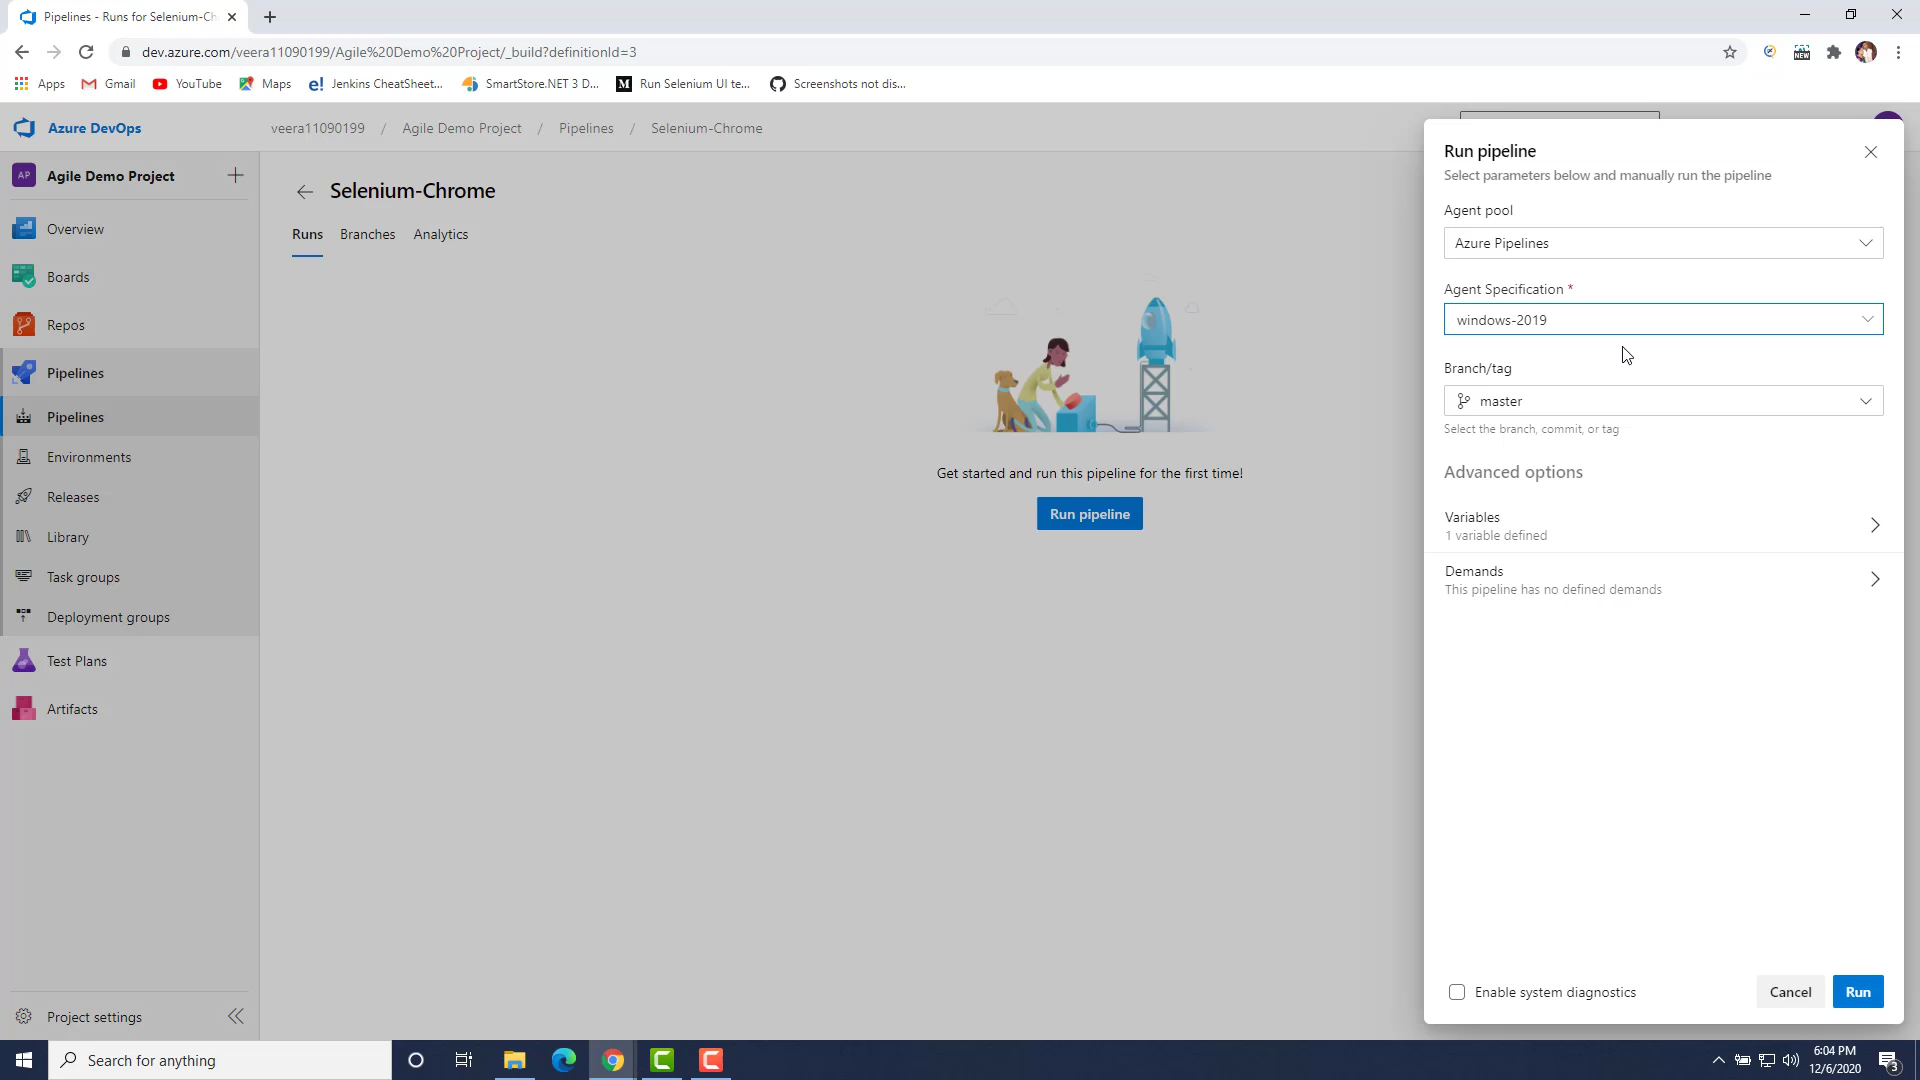 Pipelines - Runs for Selenium-Ch
dev.azure.com/veera11090199/Agile%20Demo%20Project/_build?definitionId=3
NEW
Apps
Gmail
YouTube
Maps
e!
Jenkins CheatSheet...
SmartStore.NET 3 D...
M
Run Selenium UI te...
Screenshots not dis...
Azure DevOps
veera11090199 / Agile Demo Project / Pipelines / Selenium-Chrome
AP
Agile Demo Project
Overview
Boards
Repos
Pipelines
Pipelines
Environments
Releases
Library
Task groups
Deployment groups
Test Plans
Artifacts
Project settings
Selenium-Chrome
Runs
Branches
Analytics
Get started and run this pipeline for the first time!
Run pipeline
Run pipeline
Select parameters below and manually run the pipeline
Agent pool
Azure Pipelines
Agent Specification *
windows-2019
Branch/tag
master
Select the branch, commit, or tag
Advanced options
Variables
1 variable defined
Demands
This pipeline has no defined demands
Enable system diagnostics
Cancel
Run
Search for anything
6:04 PM
12/6/2020
3